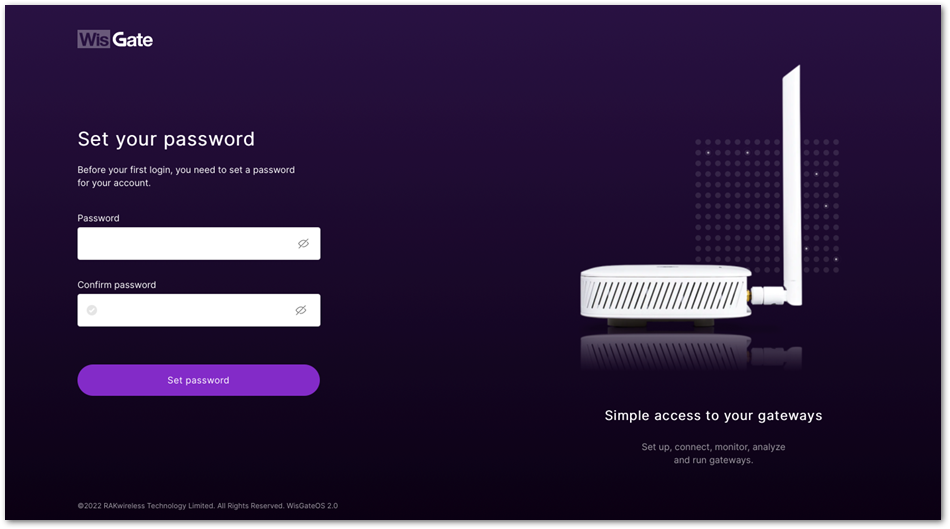 WisGate
Set your password
Before your first login, you need to set a password
for your account.
Password
Confirm password
Set password
Simple access to your gateways
Set up, connect, monitor, analyze
and run gateways.
©2022 RAKwireless Technology Limited. All Rights Reserved. WisGateOS 2.0